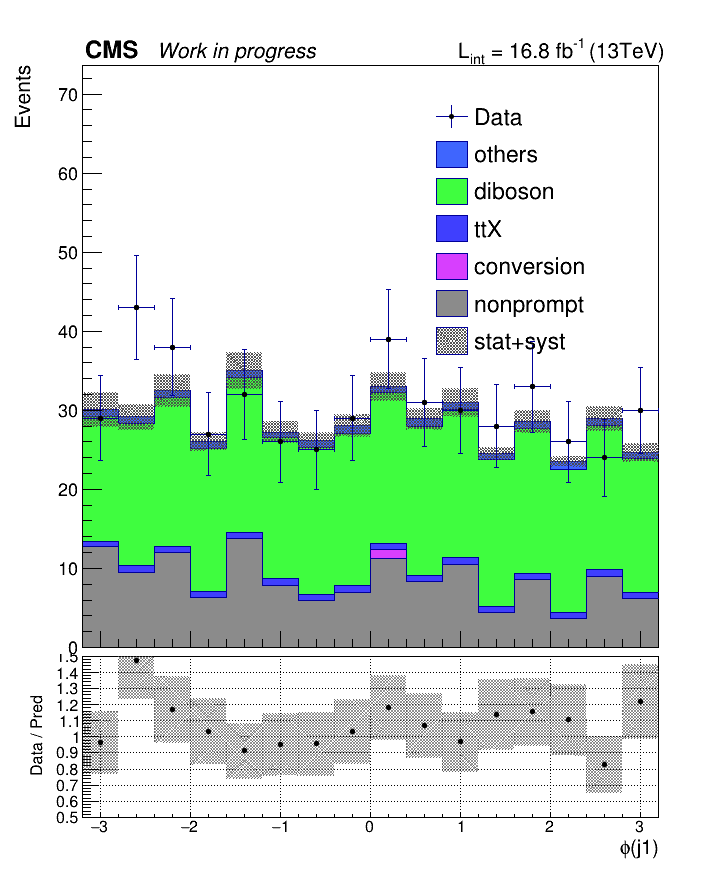 CMS Work in progress L_int = 16.8 fb^-1 (13TeV)
Events
70
60
50
40
30
20
10
0
Data
others
diboson
ttX
conversion
nonprompt
stat+syst
Data / Pred
1.5
1.4
1.3
1.2
1.1
1
0.9
0.8
0.7
0.6
0.5
−3 −2 −1 0 1 2 3
ϕ(j1)